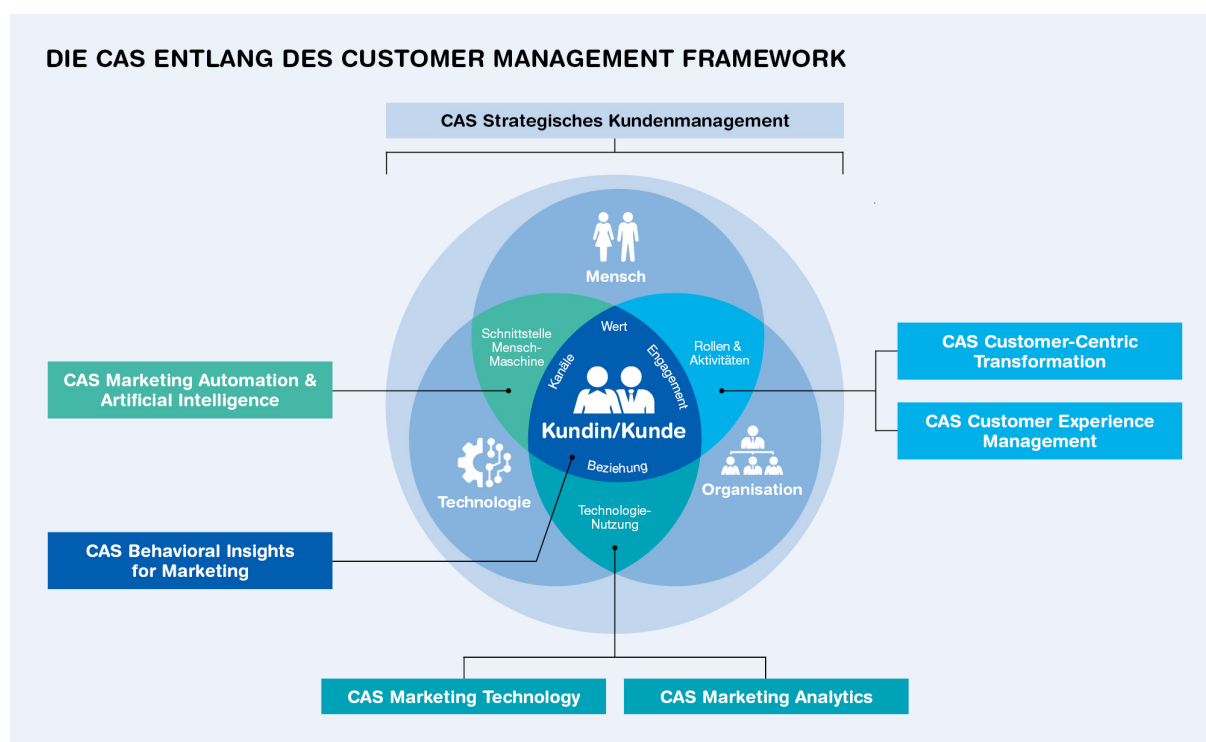 DIE CAS ENTLANG DES CUSTOMER MANAGEMENT FRAMEWORK
CAS Strategisches Kundenmanagement
Mensch
Schnittstelle
Mensch-
Maschine
Wert
Kanäle
Engagement
Rollen &
Aktivitäten
CAS Customer-Centric
Transformation
CAS Marketing Automation &
Artificial Intelligence
CAS Customer Experience
Management
Kundin/Kunde
Beziehung
Technologie
Organisation
Technologie-
Nutzung
CAS Behavioral Insights
for Marketing
CAS Marketing Technology
CAS Marketing Analytics